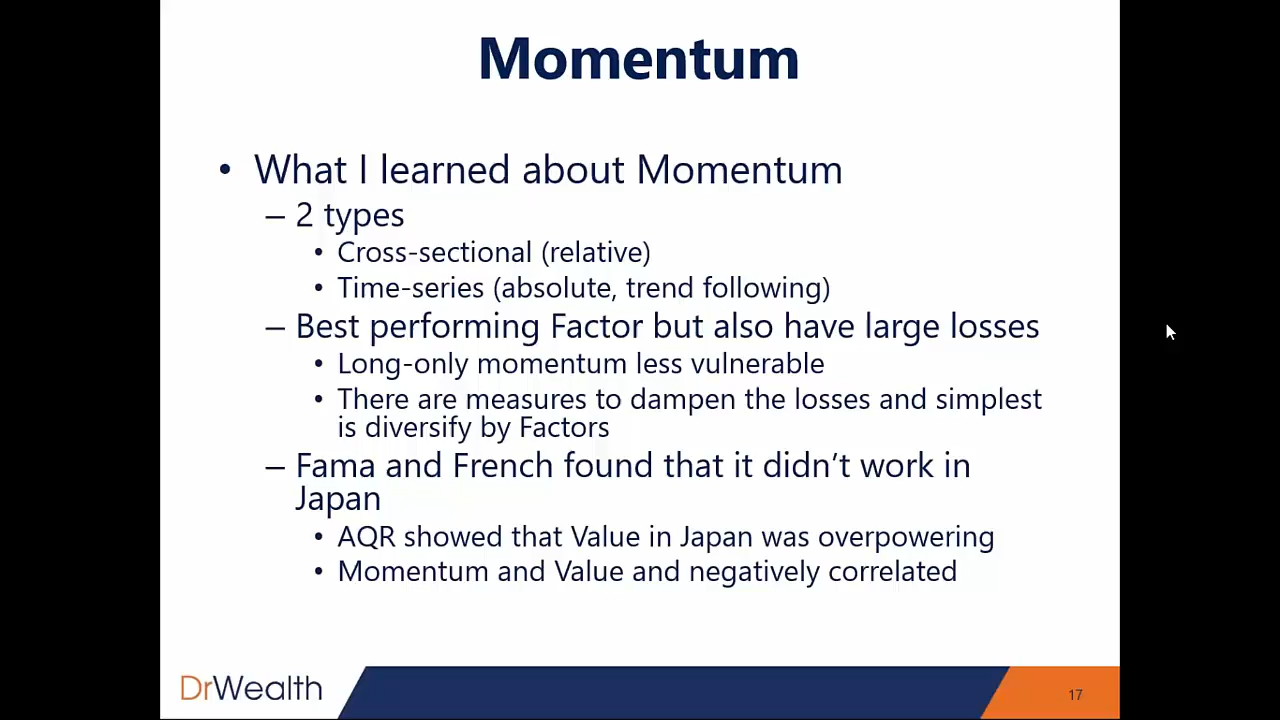 Momentum
• What I learned about Momentum
– 2 types
• Cross-sectional (relative)
• Time-series (absolute, trend following)
– Best performing Factor but also have large losses
• Long-only momentum less vulnerable
• There are measures to dampen the losses and simplest
is diversify by Factors
– Fama and French found that it didn’t work in
Japan
• AQR showed that Value in Japan was overpowering
• Momentum and Value and negatively correlated
DrWealth
17